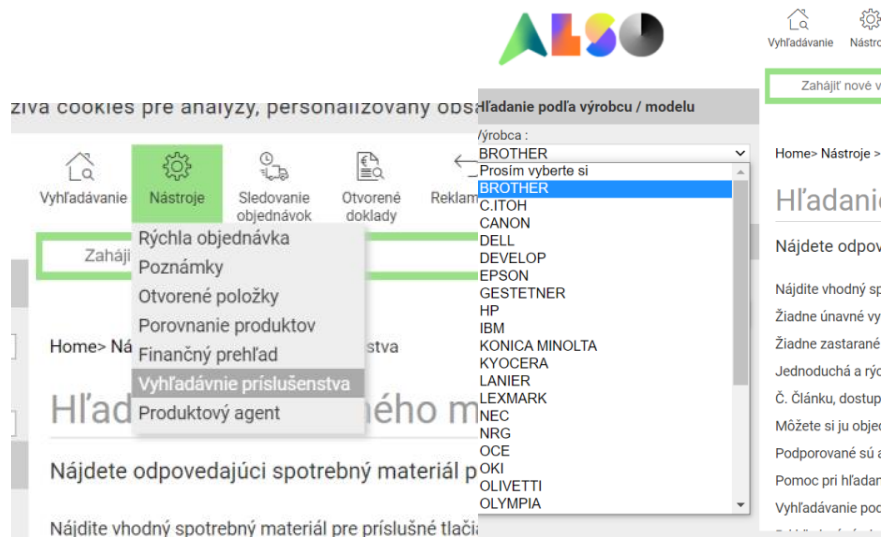 používa cookies pre analýzy, personalizovaný obs
Vyhľadávanie
Nástroje
Sledovanie
objednávok
Otvorené
doklady
Reklam
Zaháji
Rýchla objednávka
Poznámky
Otvorené položky
Porovnanie produktov
Finančný prehľad
Vyhľadávnie príslušenstva
Produktový agent
Home> Ná
stva
Hľad
ého m
Nájdete odpovedajúci spotrebný materiál p
Nájdite vhodný spotrebný materiál pre príslušné tlačia
ALSO
Hľadanie podľa výrobcu / modelu
Výrobca :
BROTHER
Prosím vyberte si
BROTHER
C.ITOH
CANON
DELL
DEVELOP
EPSON
GESTETNER
HP
IBM
KONICA MINOLTA
KYOCERA
LANIER
LEXMARK
NEC
NRG
OCE
OKI
OLIVETTI
OLYMPIA
Vyhľadávanie
Nástro
Zahájiť nové v
Home> Nástroje >
Hľadani
Nájdete odpov
Nájdite vhodný sp
Žiadne únavné vy
Žiadne zastarané
Jednoduchá a rýc
Č. Článku, dostup
Môžete si ju objed
Podporované sú a
Pomoc pri hľadan
Vyhľadávanie pod